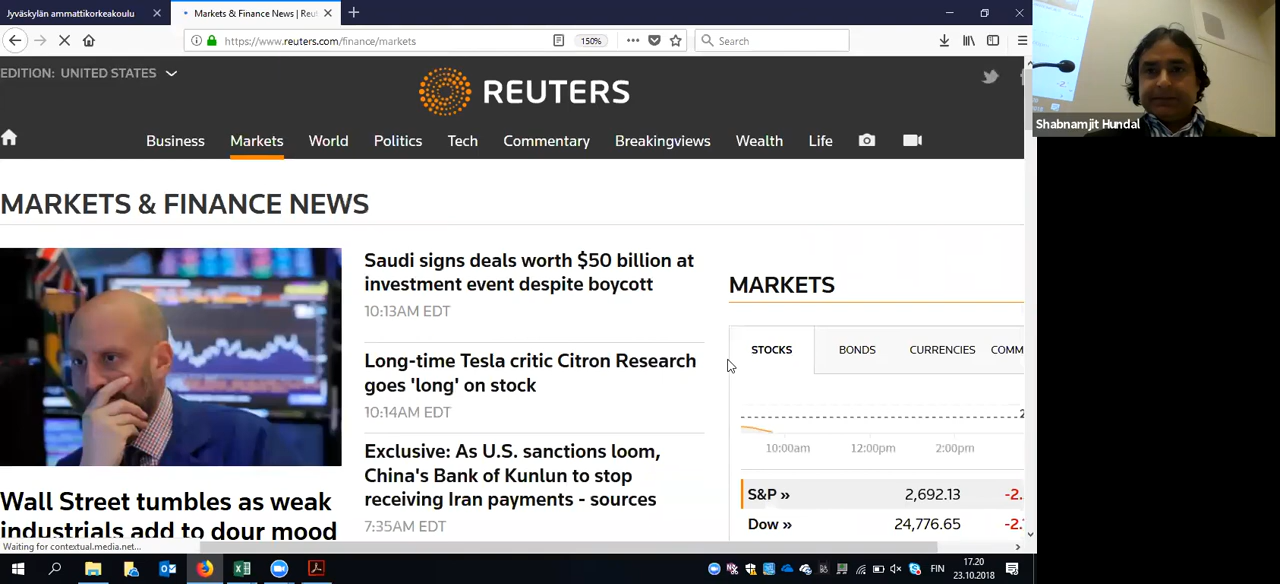 Jyväskylän ammattikorkeakoulu
Markets & Finance News | Reut
https://www.reuters.com/finance/markets
150%
Search
EDITION: UNITED STATES
REUTERS
Business
Markets
World
Politics
Tech
Commentary
Breakingviews
Wealth
Life
MARKETS & FINANCE NEWS
Saudi signs deals worth $50 billion at
investment event despite boycott
10:13AM EDT
Long-time Tesla critic Citron Research
goes 'long' on stock
10:14AM EDT
Exclusive: As U.S. sanctions loom,
China's Bank of Kunlun to stop
receiving Iran payments - sources
7:35AM EDT
Wall Street tumbles as weak
industrials add to dour mood
MARKETS
STOCKS
BONDS
CURRENCIES
COMM
2
10:00am
12:00pm
2:00pm
S&P »
2,692.13
-2.
Dow »
24,776.65
-2.
Waiting for contextual.media.net...
FIN
17.20
23.10.2018
Shabnamjit Hundal